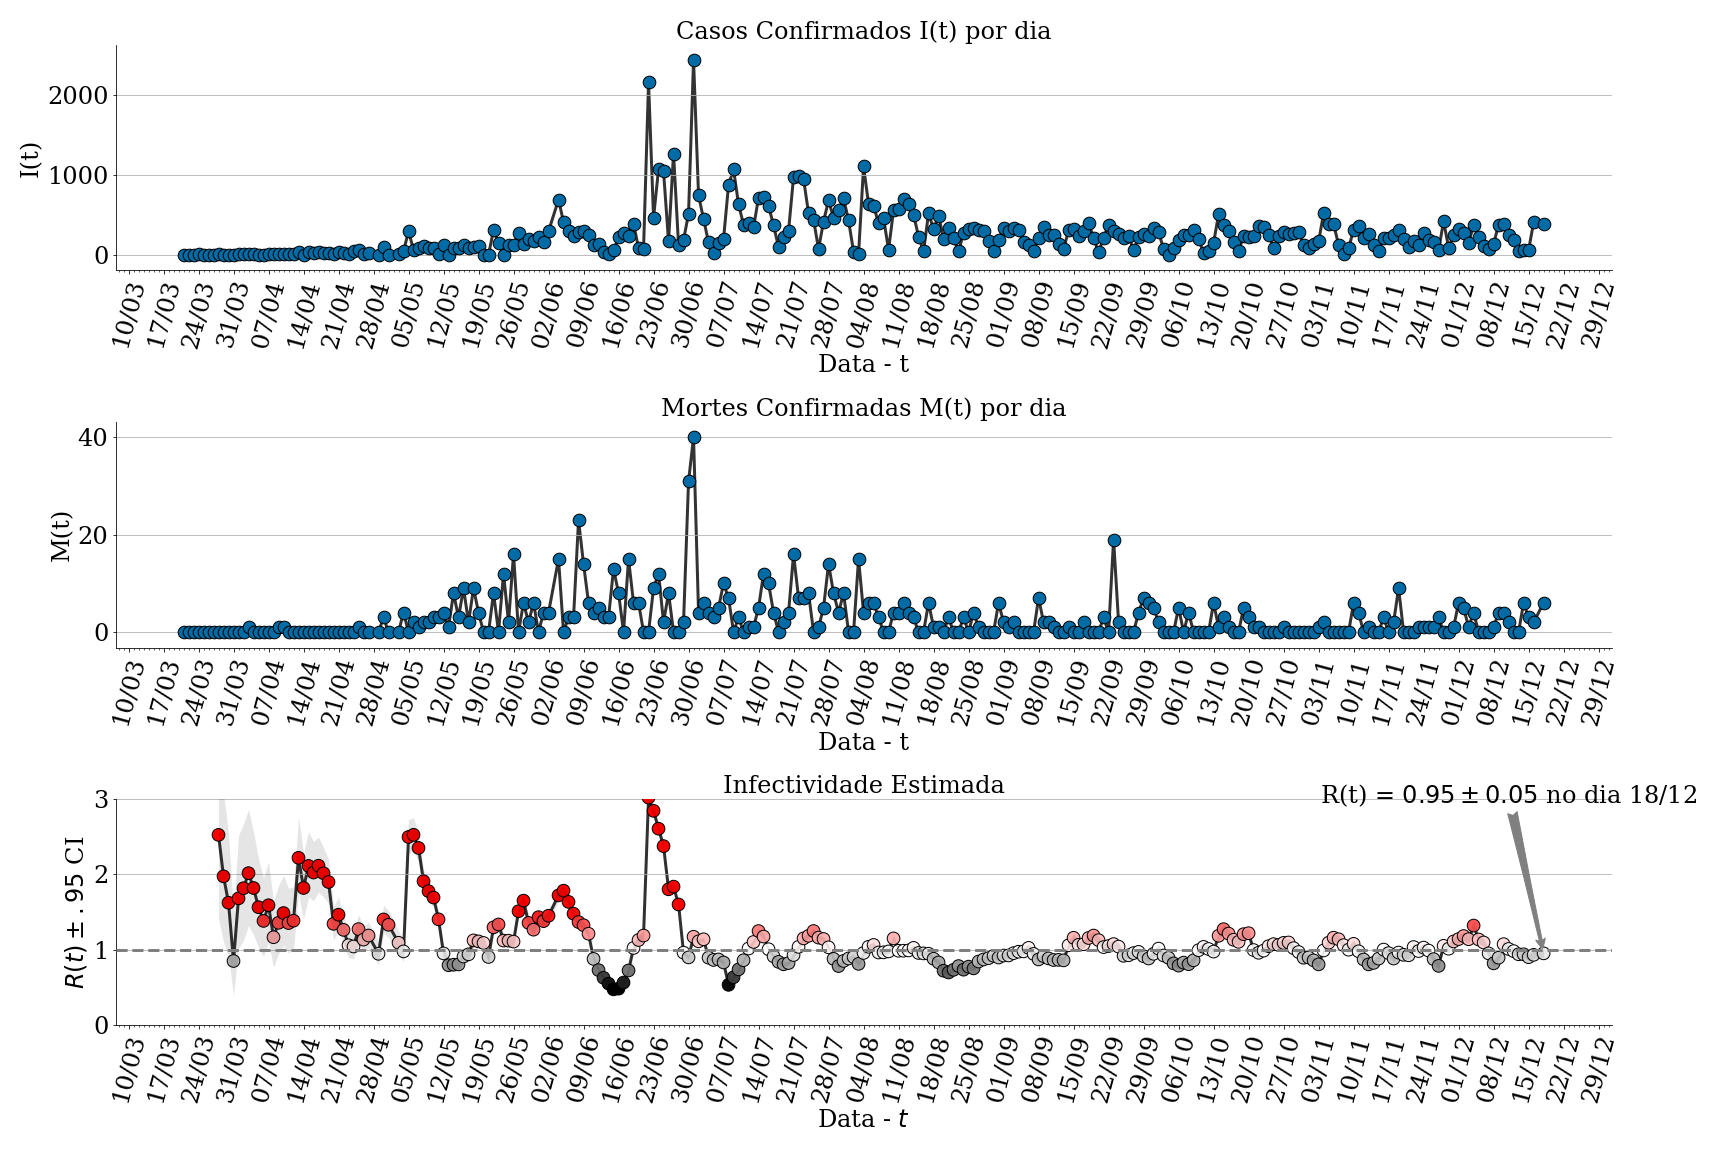 Casos Confirmados I(t) por dia
I(t)
2000
1000
0
10/03 17/03 24/03 31/03 07/04 14/04 21/04 28/04 05/05 12/05 19/05 26/05 02/06 09/06 16/06 23/06 30/06 07/07 14/07 21/07 28/07 04/08 11/08 18/08 25/08 01/09 08/09 15/09 22/09 29/09 06/10 13/10 20/10 27/10 03/11 10/11 17/11 24/11 01/12 08/12 15/12 22/12 29/12
Data - t
Mortes Confirmadas M(t) por dia
M(t)
40
20
0
10/03 17/03 24/03 31/03 07/04 14/04 21/04 28/04 05/05 12/05 19/05 26/05 02/06 09/06 16/06 23/06 30/06 07/07 14/07 21/07 28/07 04/08 11/08 18/08 25/08 01/09 08/09 15/09 22/09 29/09 06/10 13/10 20/10 27/10 03/11 10/11 17/11 24/11 01/12 08/12 15/12 22/12 29/12
Data - t
Infectividade Estimada
R(t) = 0.95 ± 0.05 no dia 18/12
R(t) ± .95 CI
3
2
1
0
10/03 17/03 24/03 31/03 07/04 14/04 21/04 28/04 05/05 12/05 19/05 26/05 02/06 09/06 16/06 23/06 30/06 07/07 14/07 21/07 28/07 04/08 11/08 18/08 25/08 01/09 08/09 15/09 22/09 29/09 06/10 13/10 20/10 27/10 03/11 10/11 17/11 24/11 01/12 08/12 15/12 22/12 29/12
Data - t